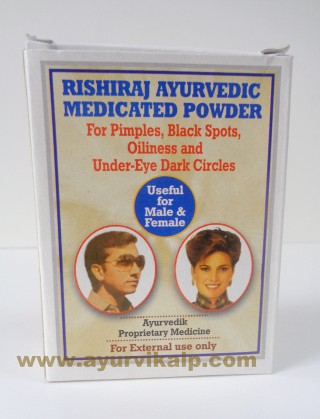 RISHIRAJ AYURVEDIC
MEDICATED POWDER
For Pimples, Black Spots,
Oiliness and
Under-Eye Dark Circles
Useful
for
Male &
Female
Ayurvedik
Proprietary Medicine
For External use only
www.ayurvikalp.com